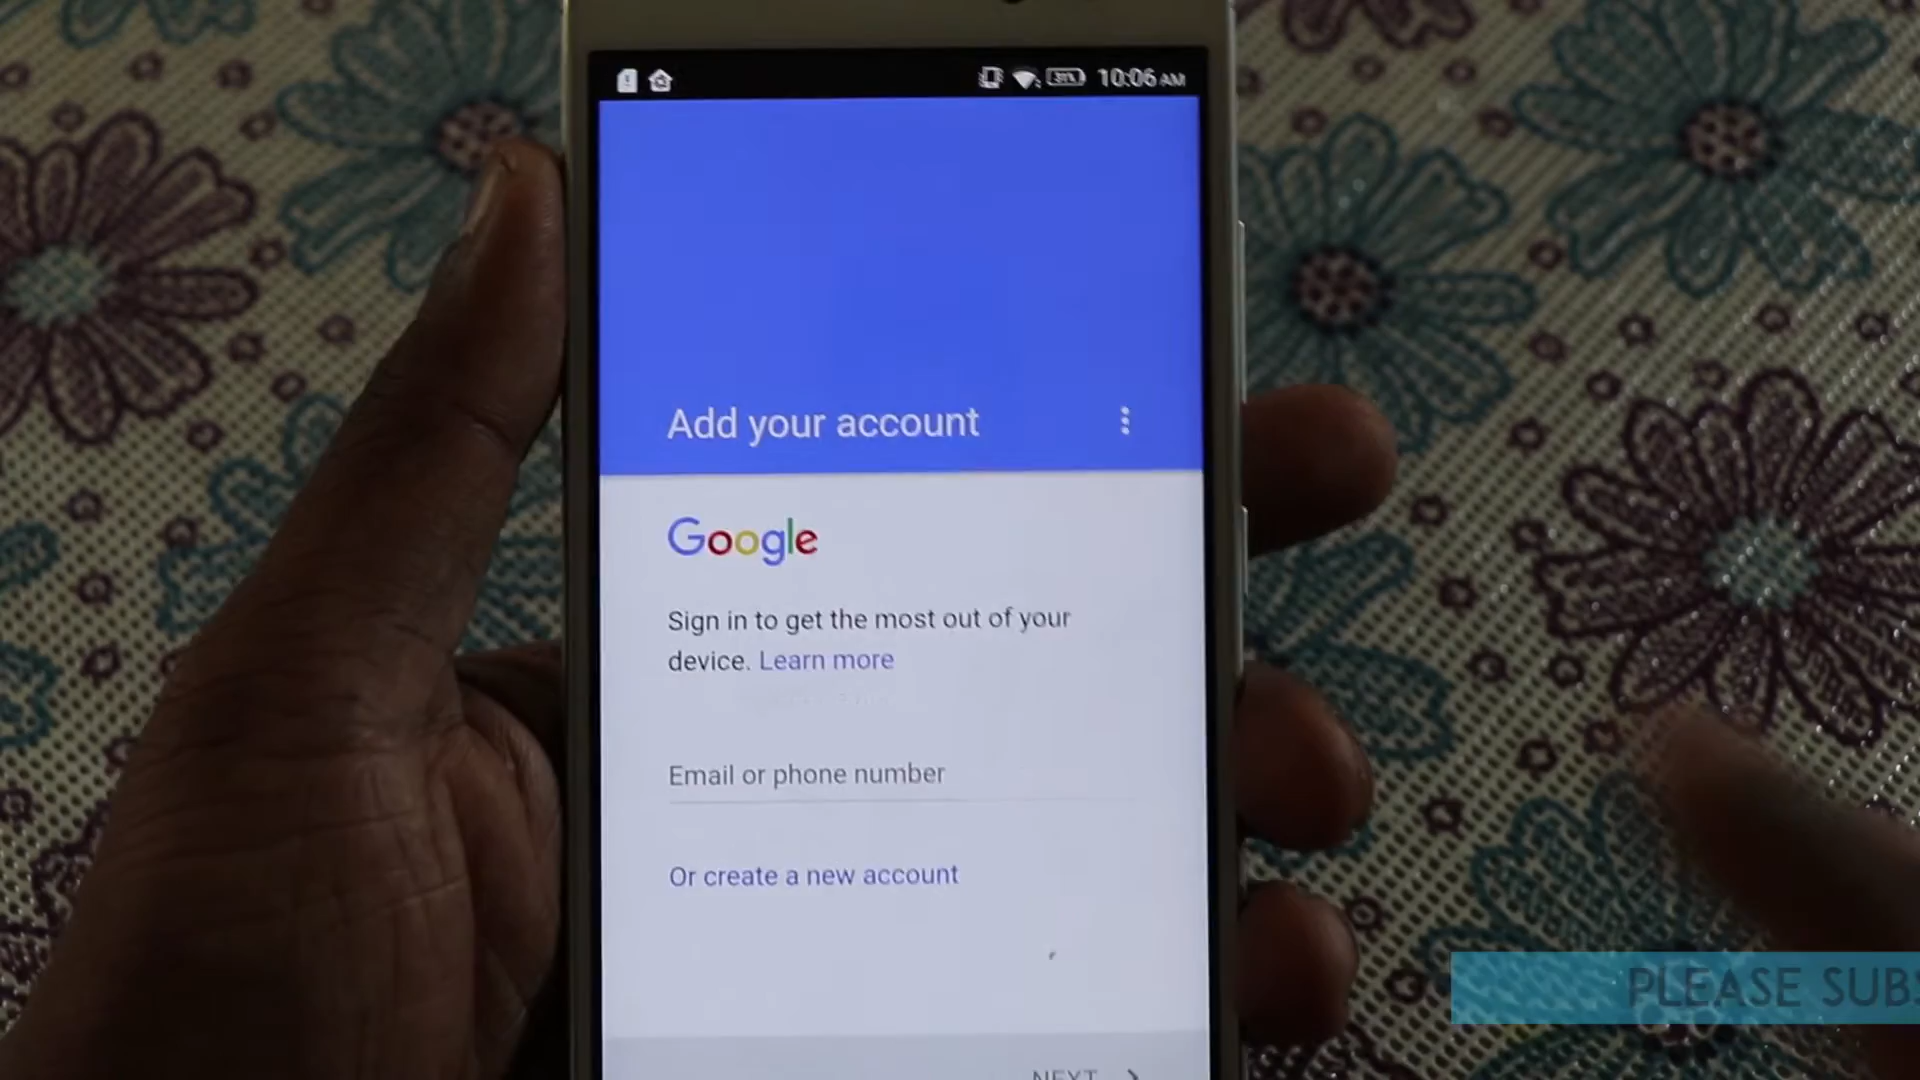 10:06 AM
Add your account
Google
Sign in to get the most out of your
device. Learn more
Email or phone number
Or create a new account
NEXT
PLEASE SUBS